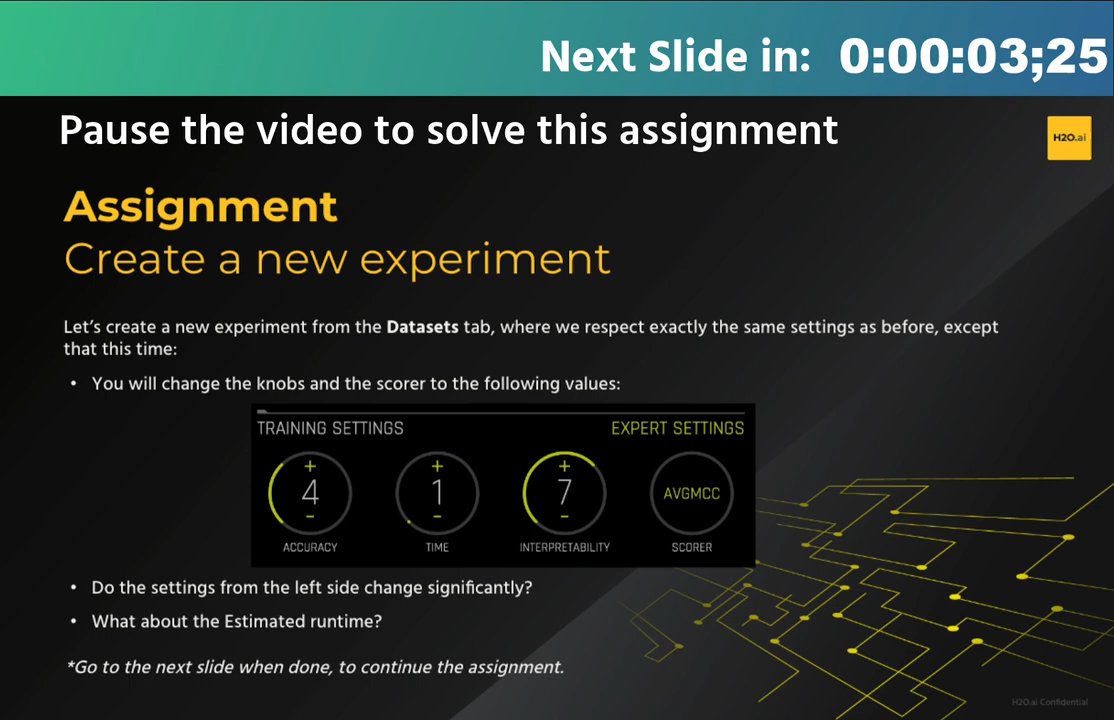 Next Slide in: 0:00:03;25
Pause the video to solve this assignment
H2O.ai
Assignment
Create a new experiment
Let's create a new experiment from the Datasets tab, where we respect exactly the same settings as before, except
that this time:
• You will change the knobs and the scorer to the following values:
TRAINING SETTINGS EXPERT SETTINGS
+ + +
4 1 7 AVGMCC
- - -
ACCURACY TIME INTERPRETABILITY SCORER
• Do the settings from the left side change significantly?
• What about the Estimated runtime?
*Go to the next slide when done, to continue the assignment.
H2O.ai Confidential